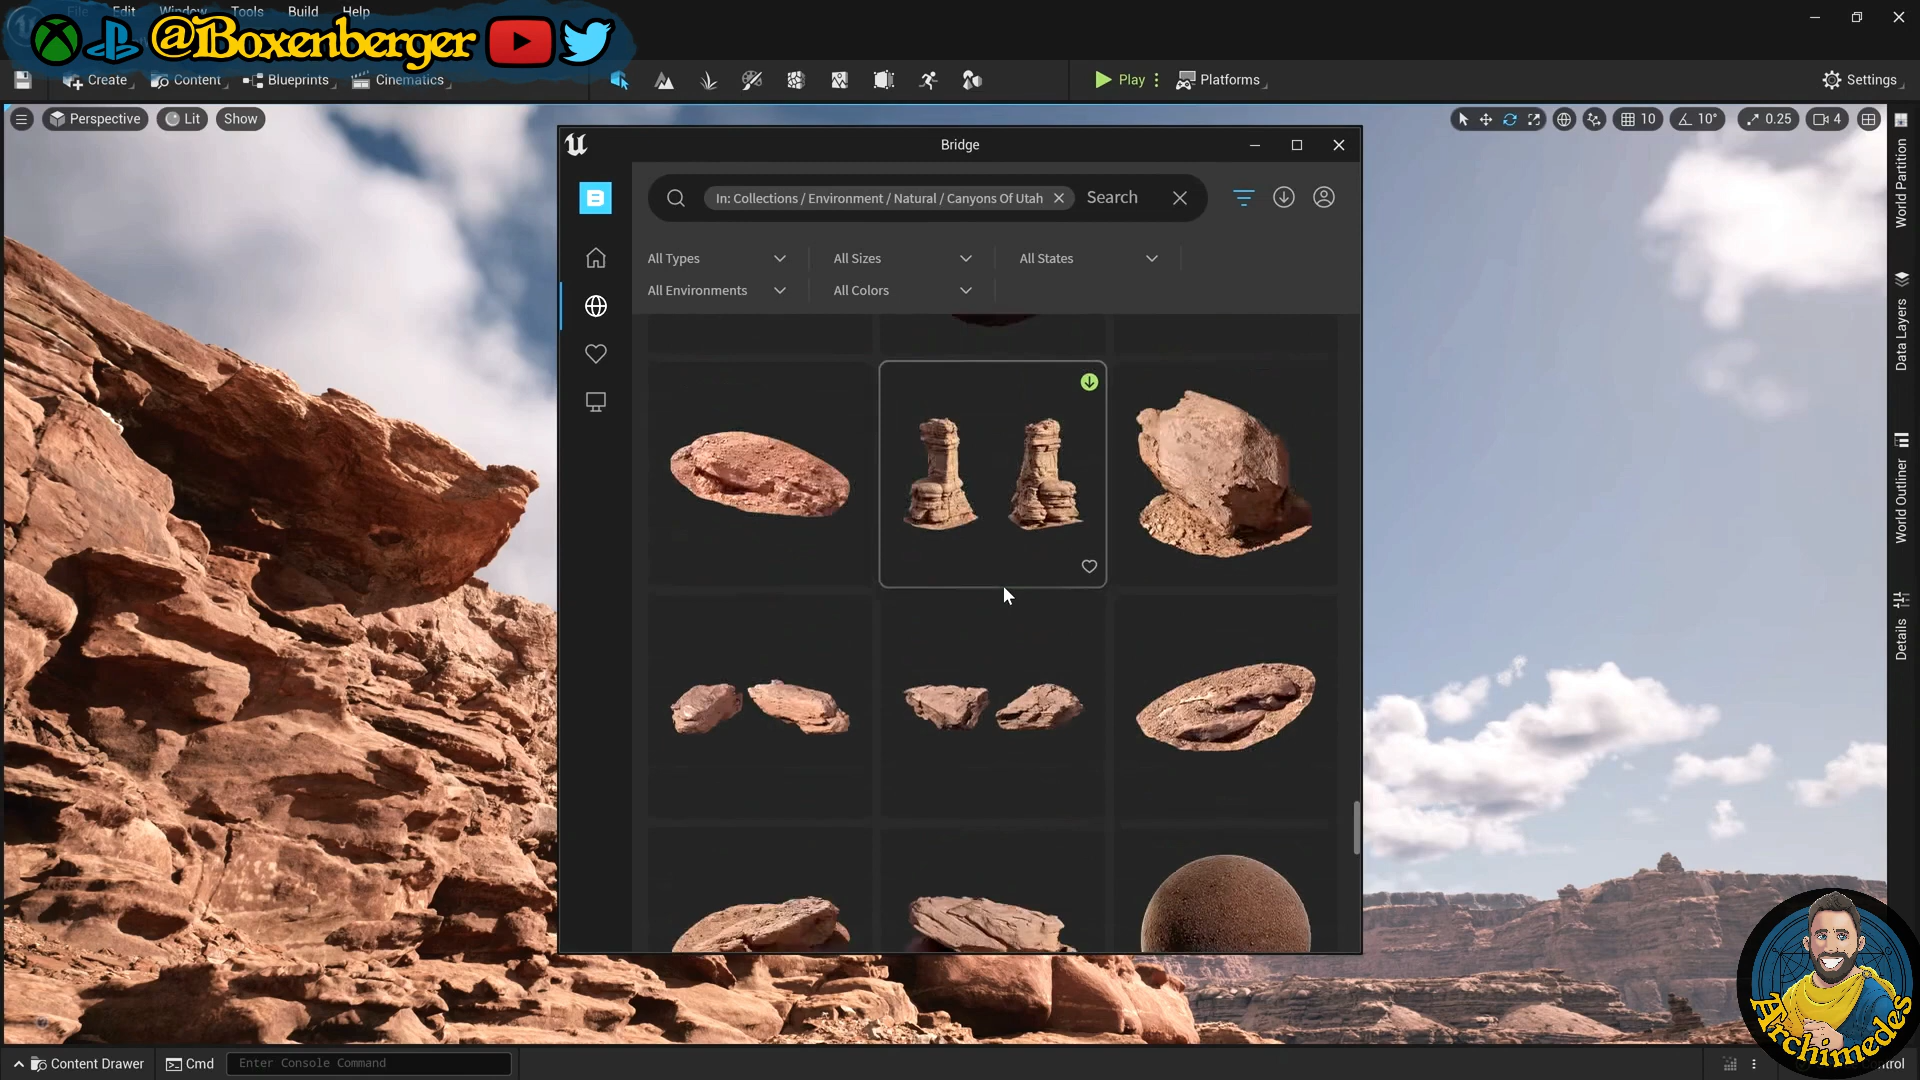 File Edit Window Tools Build Help
@Boxenberger
Create Content Blueprints Cinematics Play Platforms Settings
Perspective Lit Show 10 10° 0.25 4
Bridge
In: Collections / Environment / Natural / Canyons Of Utah Search
All Types All Sizes All States
All Environments All Colors
World Partition
Data Layers
World Outliner
Details
Archimedes
Content Drawer Cmd Enter Console Command